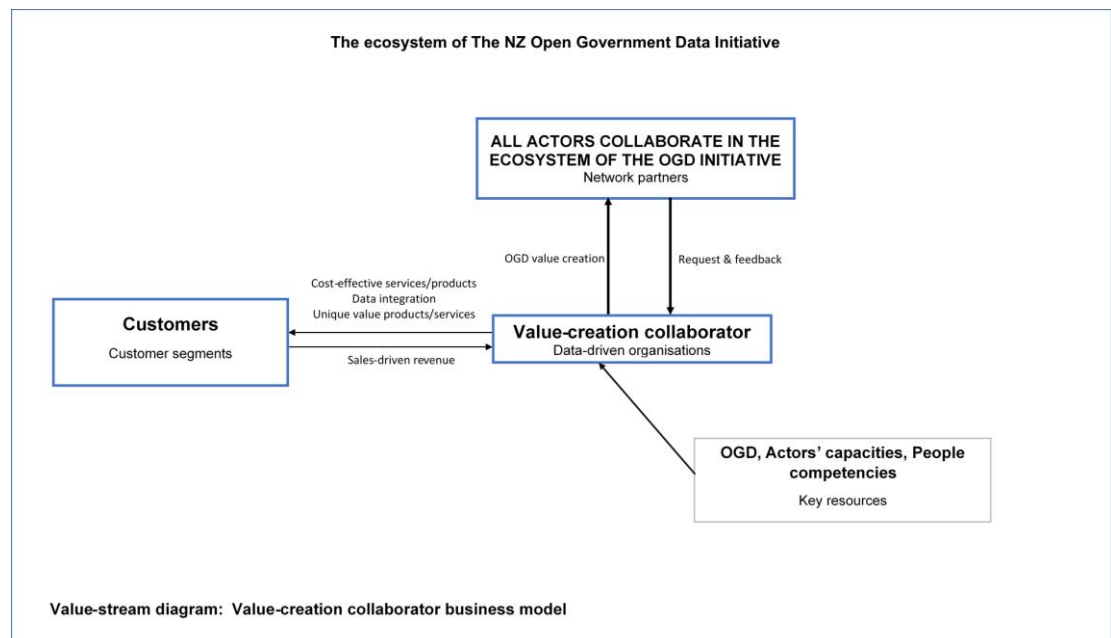 The ecosystem of The NZ Open Government Data Initiative
ALL ACTORS COLLABORATE IN THE
ECOSYSTEM OF THE OGD INITIATIVE
Network partners
OGD value creation
Request & feedback
Cost-effective services/products
Data integration
Unique value products/services
Customers
Customer segments
Sales-driven revenue
Value-creation collaborator
Data-driven organisations
OGD, Actors’ capacities, People
competencies
Key resources
Value-stream diagram:  Value-creation collaborator business model